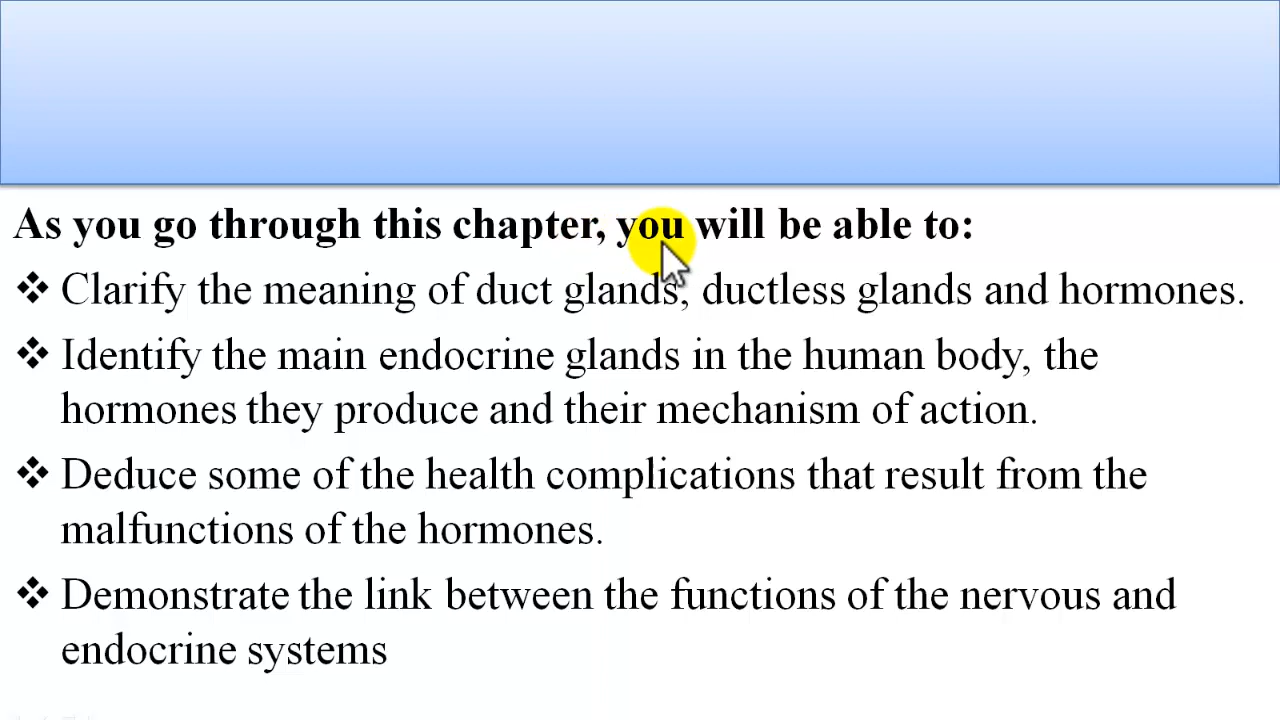 As you go through this chapter, you will be able to:
❖ Clarify the meaning of duct glands, ductless glands and hormones.
❖ Identify the main endocrine glands in the human body, the
hormones they produce and their mechanism of action.
❖ Deduce some of the health complications that result from the
malfunctions of the hormones.
❖ Demonstrate the link between the functions of the nervous and
endocrine systems